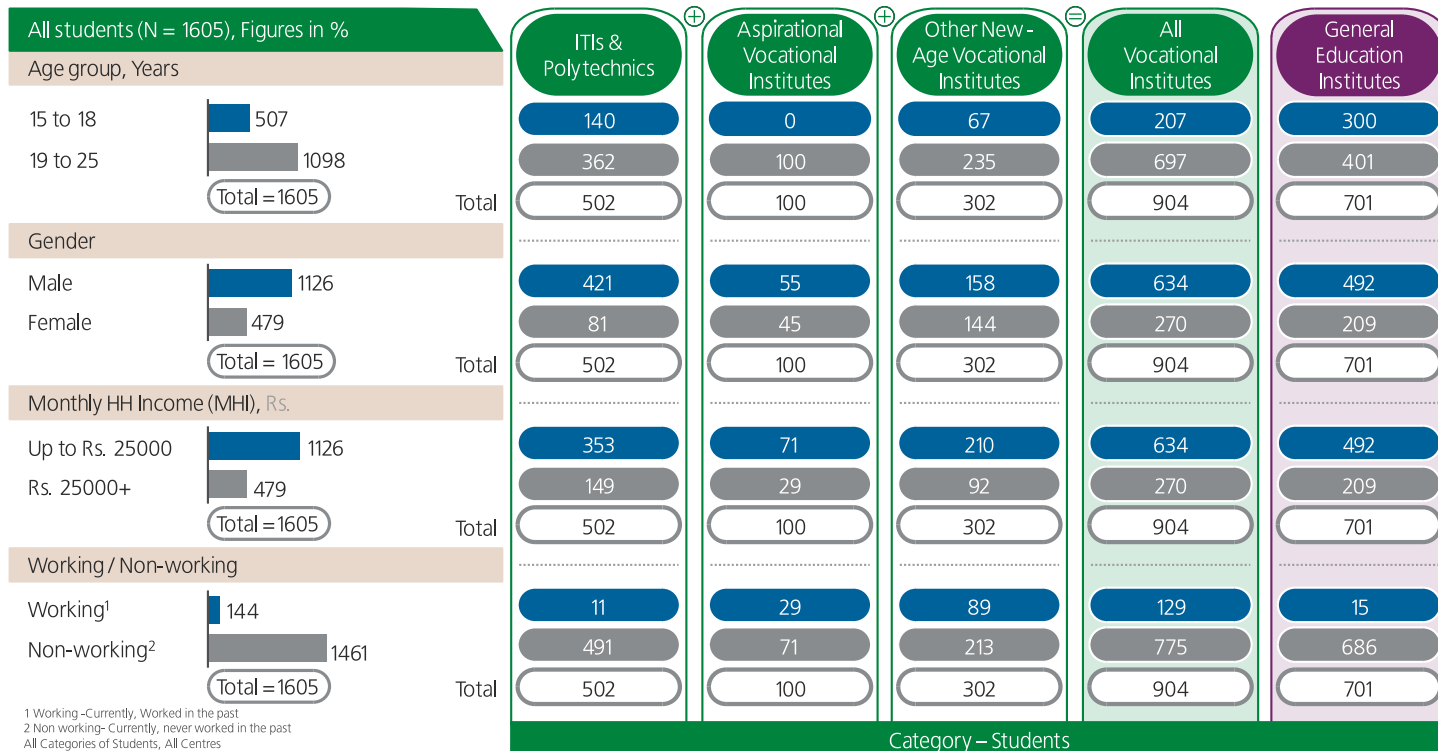 All students (N = 1605), Figures in %
ITIs &
Polytechnics
+
Aspirational
Vocational
Institutes
+
Other New -
Age Vocational
Institutes
=
All
Vocational
Institutes
General
Education
Institutes
Age group, Years
15 to 18 507 140 0 67 207 300
19 to 25 1098 362 100 235 697 401
Total = 1605 Total 502 100 302 904 701
Gender
Male 1126 421 55 158 634 492
Female 479 81 45 144 270 209
Total = 1605 Total 502 100 302 904 701
Monthly HH Income (MHI), Rs.
Up to Rs. 25000 1126 353 71 210 634 492
Rs. 25000+ 479 149 29 92 270 209
Total = 1605 Total 502 100 302 904 701
Working / Non-working
Working¹ 144 11 29 89 129 15
Non-working² 1461 491 71 213 775 686
Total = 1605 Total 502 100 302 904 701
1 Working -Currently, Worked in the past
2 Non working- Currently, never worked in the past
All Categories of Students, All Centres
Category – Students